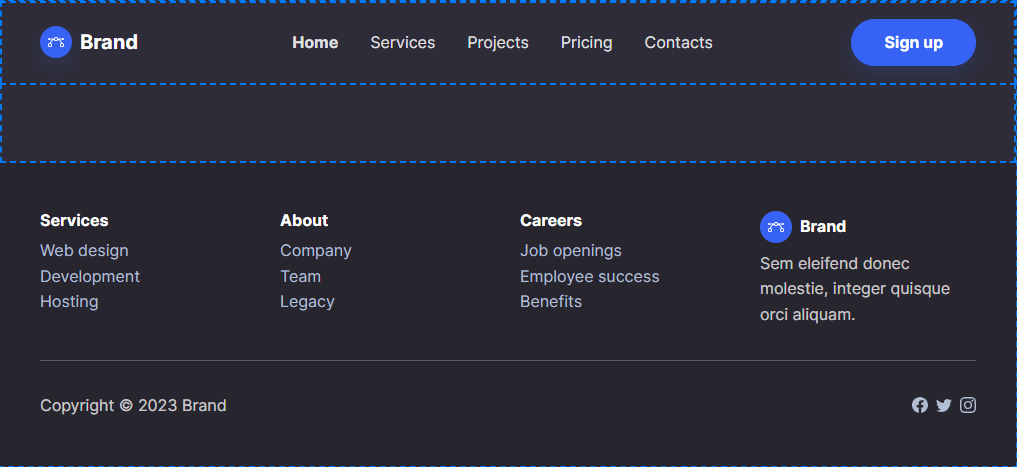 Brand
Home Services Projects Pricing Contacts
Sign up
Services
Web design
Development
Hosting
About
Company
Team
Legacy
Careers
Job openings
Employee success
Benefits
Brand
Sem eleifend donec
molestie, integer quisque
orci aliquam.
Copyright © 2023 Brand